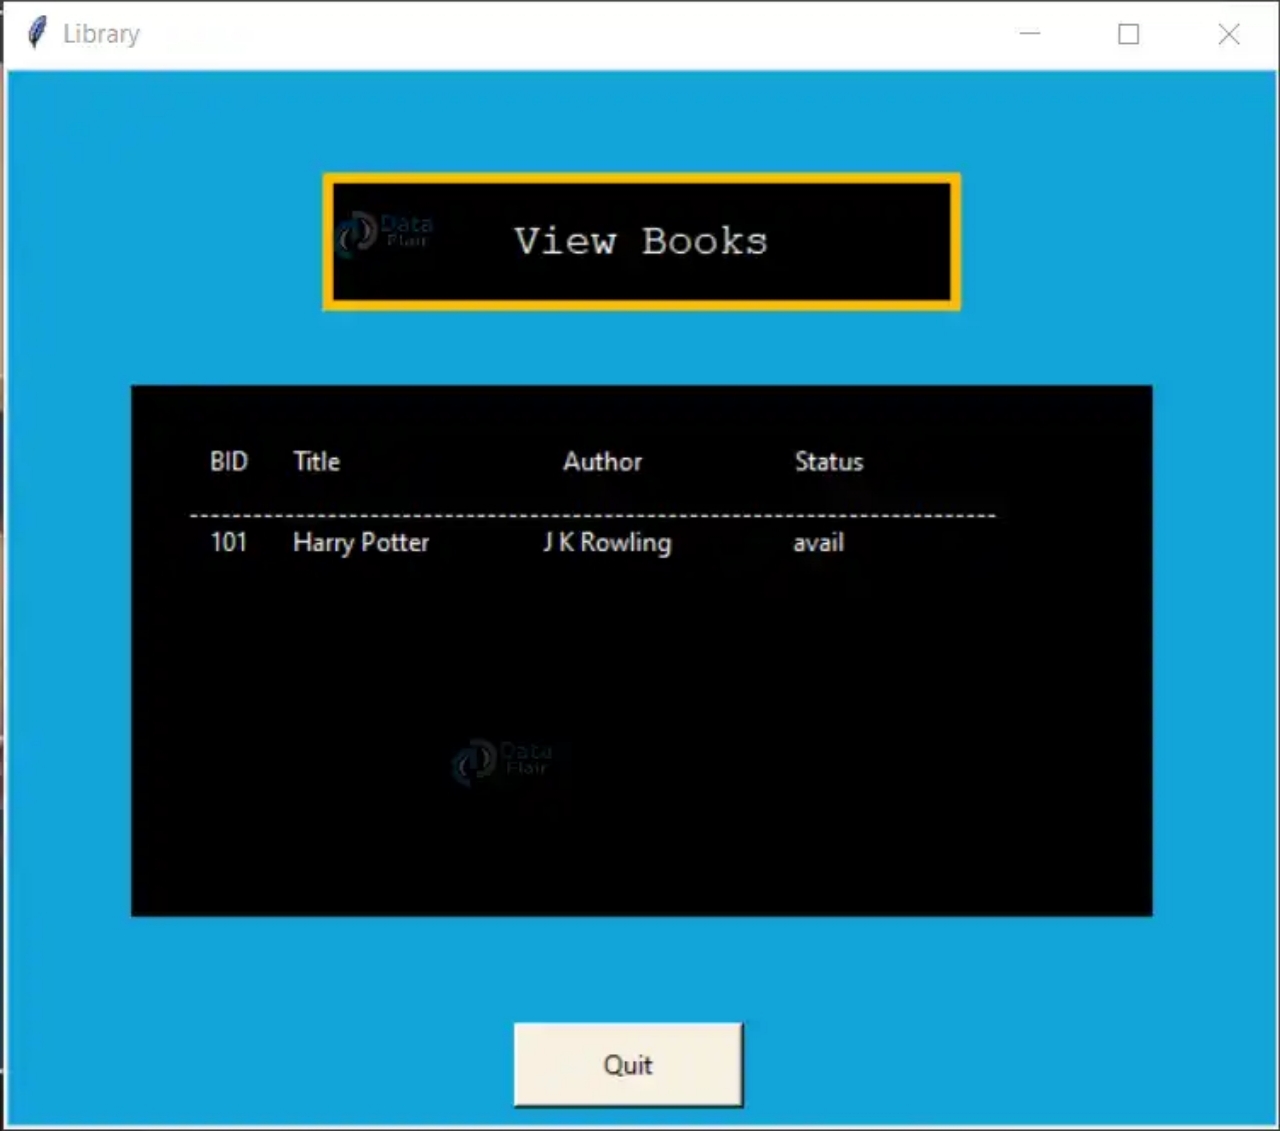 Library
Data
Flair
View Books
BID Title Author Status
--------------------------------------------------------------------------------
101 Harry Potter J K Rowling avail
Data
Flair
Quit